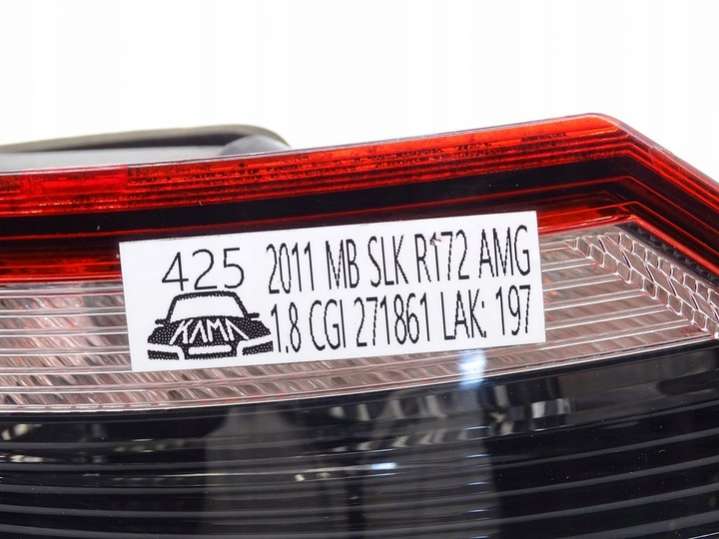 425
2011 MB SLK R172 AMG
1.8 CGI 271861 LAK: 197
KAMA